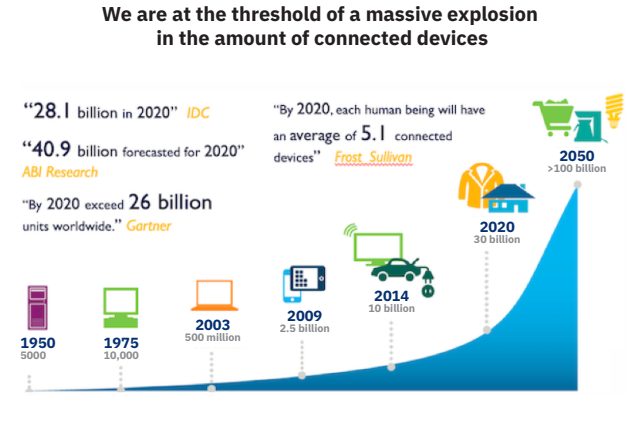 We are at the threshold of a massive explosion
in the amount of connected devices
“28.1 billion in 2020” IDC
“40.9 billion forecasted for 2020”
ABI Research
“By 2020 exceed 26 billion
units worldwide.” Gartner
“By 2020, each human being will have
an average of 5.1 connected
devices” Frost Sullivan
1950
5000
1975
10,000
2003
500 million
2009
2.5 billion
2014
10 billion
2020
30 billion
2050
>100 billion